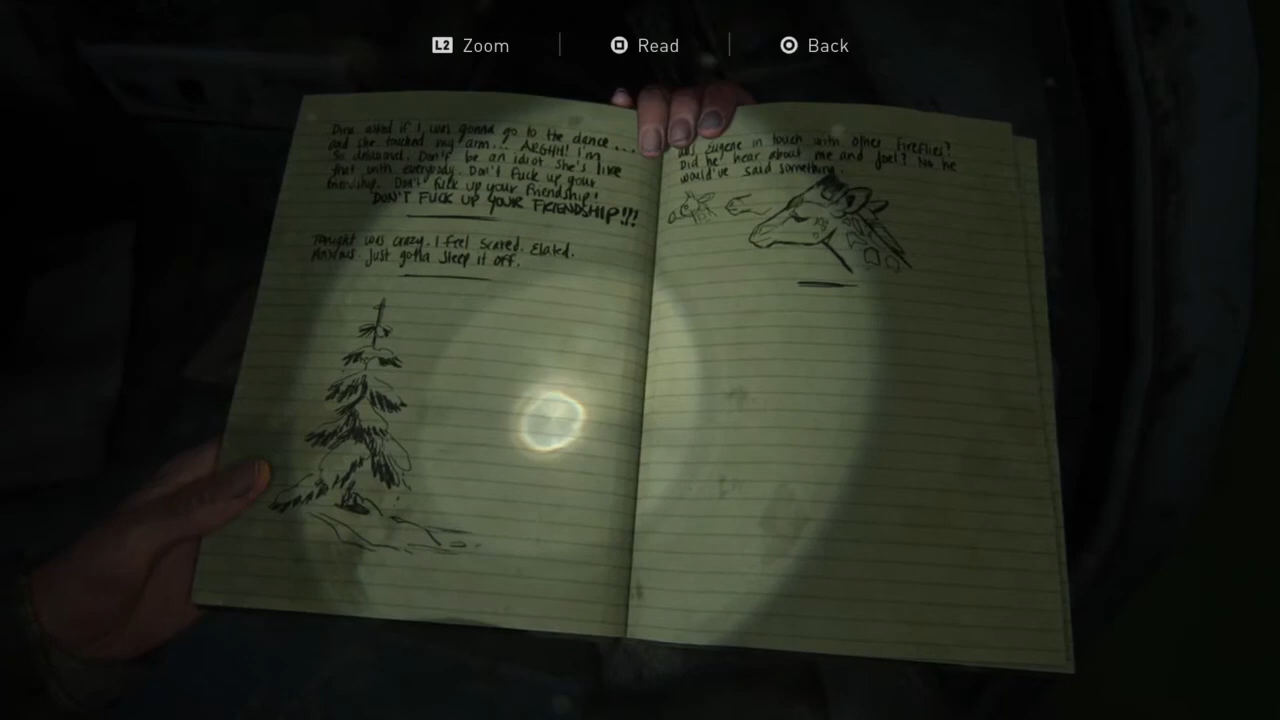 L2 Zoom
Read
Back
Dina asked if I was gonna go to the dance...
and she touched my arm... ARGHH! I'm
so delusional. Don't be an idiot she's like
that with everybody. Don't fuck up your
friendship. Don't fuck up your friendship!
DON'T FUCK UP YOUR FRIENDSHIP!!!
Tonight was crazy. I feel scared. Elated.
Anxious. Just gotta sleep it off.
Was Eugene in touch with other Fireflies?
Did he hear about me and Joel? No he
would've said something.